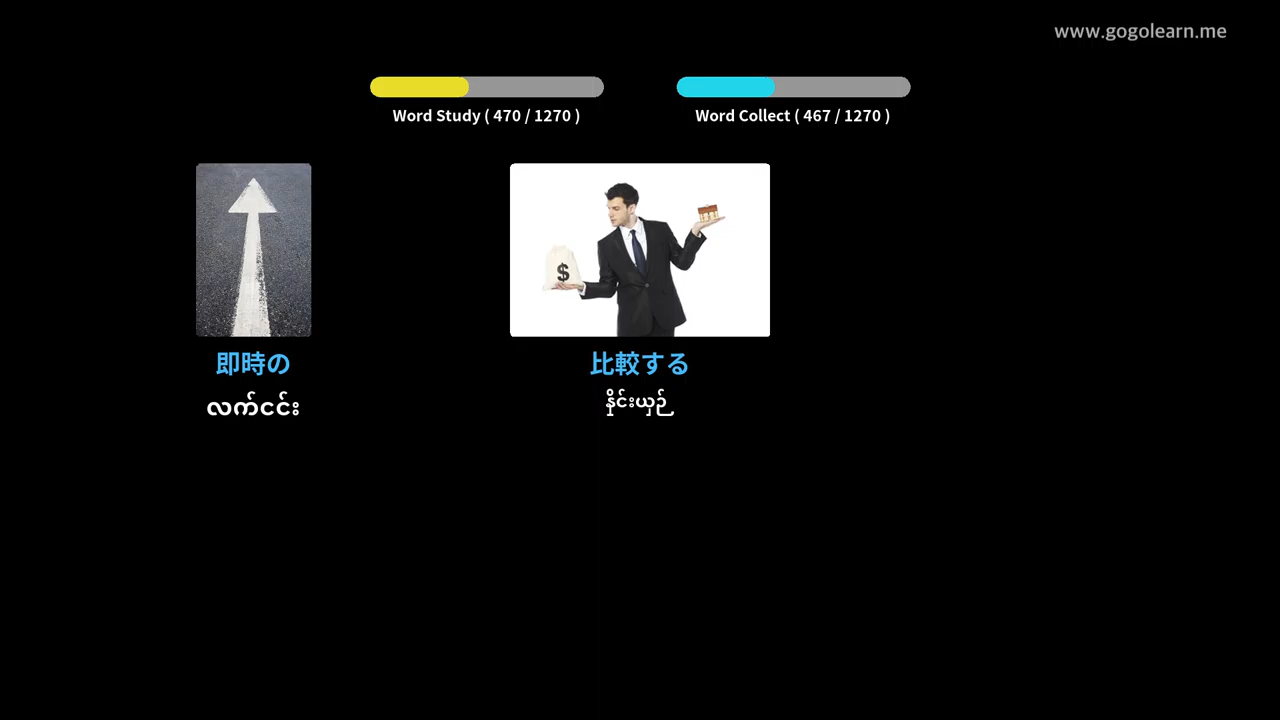 www.gogolearn.me
Word Study ( 470 / 1270 )
Word Collect ( 467 / 1270 )
$
即時の
လက်ငင်း
比較する
နှိုင်းယှဉ်